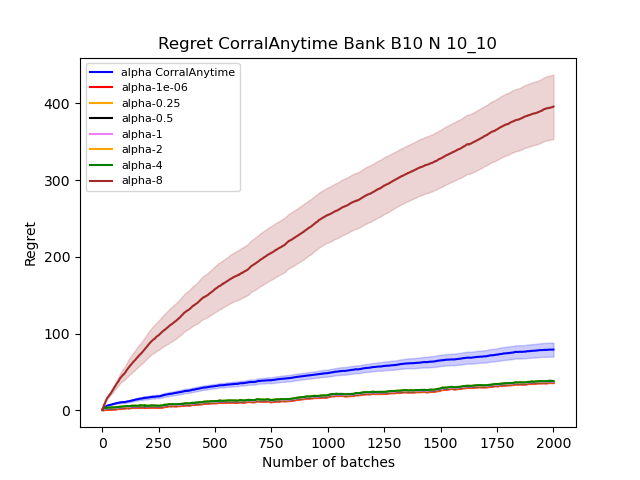 Regret CorralAnytime Bank B10 N 10_10
alpha CorralAnytime
alpha-1e-06
alpha-0.25
alpha-0.5
alpha-1
alpha-2
alpha-4
alpha-8
Regret
400
300
200
100
0
0 250 500 750 1000 1250 1500 1750 2000
Number of batches